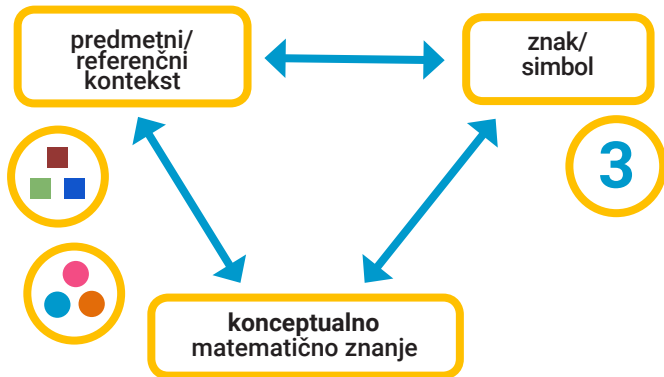 predmetni/
referenčni
kontekst
znak/
simbol
3
konceptualno
matematično znanje